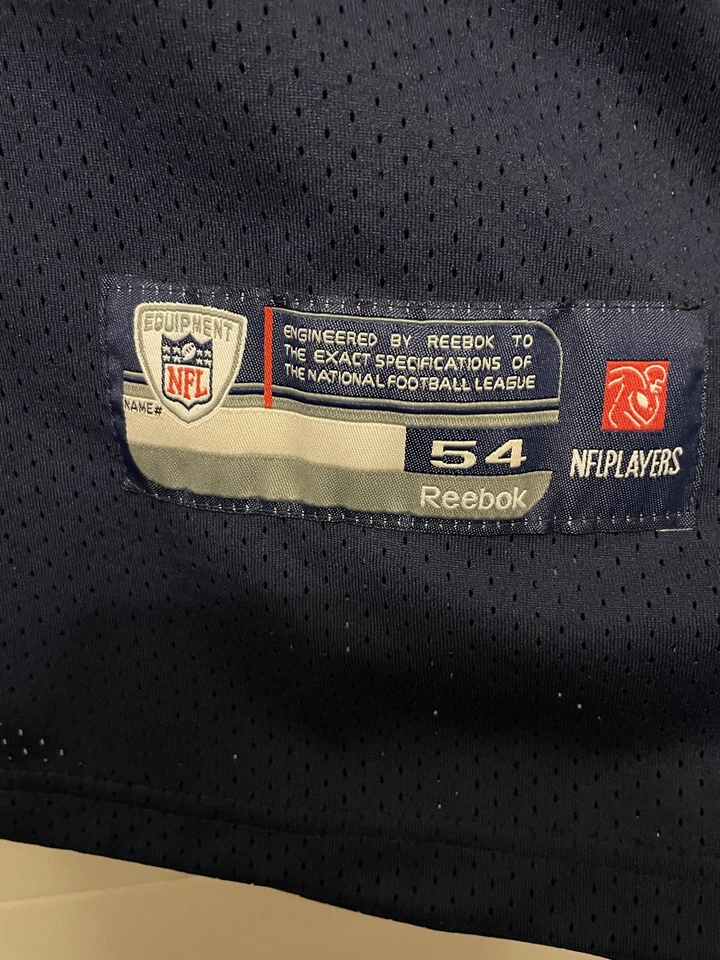 EQUIPMENT
NFL
ENGINEERED BY REEBOK TO
THE EXACT SPECIFICATIONS OF
THE NATIONAL FOOTBALL LEAGUE
NAME#
54
Reebok
NFLPLAYERS